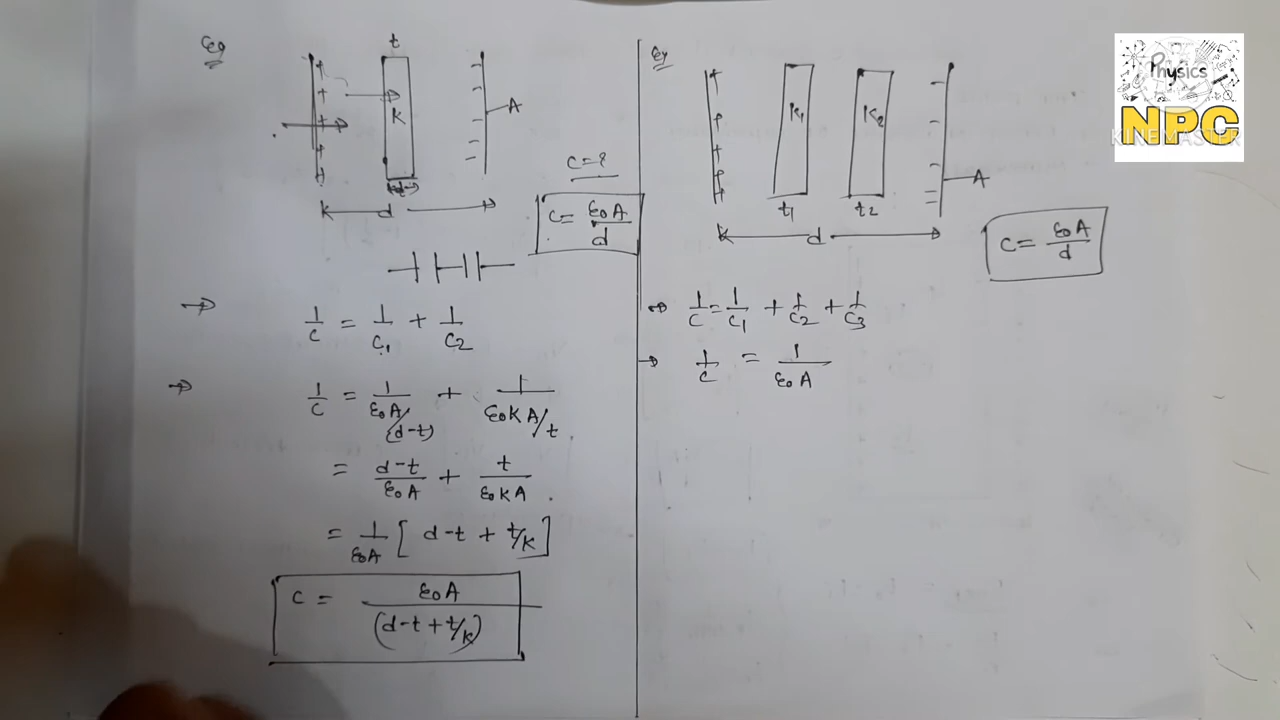 Eg
t
+ + + + +
K
A
k d
C = ?
C = ε₀A/d
→ 1/C = 1/C₁ + 1/C₂
→ 1/C = 1/(ε₀A/(d-t)) + 1/(ε₀KA/t)
= (d-t)/(ε₀A) + t/(ε₀KA) .
= 1/(ε₀A) [ d-t + t/K ]
C = ε₀A/(d-t + t/K)
K₁ K₂
A
t₁ t₂
k d
C = ε₀A/d
→ 1/C = 1/C₁ + 1/C₂ + 1/C₃
→ 1/C = 1/(ε₀A)
Physics
NPC
KINEMASTER